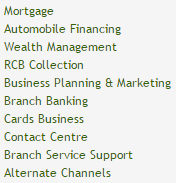 Mortgage
Automobile Financing
Wealth Management
RCB Collection
Business Planning & Marketing
Branch Banking
Cards Business
Contact Centre
Branch Service Support
Alternate Channels